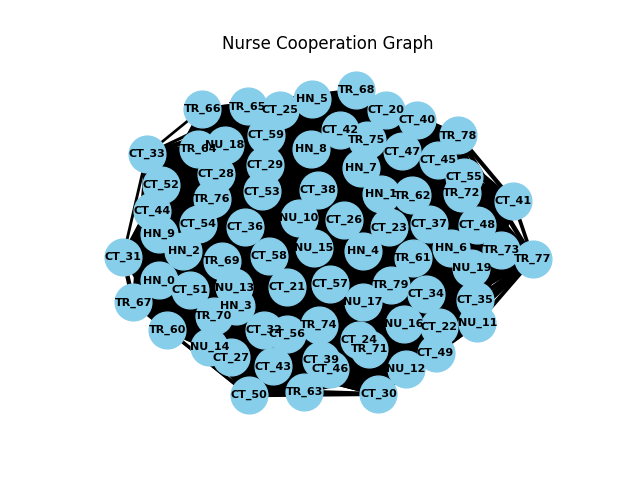 Nurse Cooperation Graph
TR_68
HN_5
TR_66
TR_65
CT_25
CT_20
CT_40
CT_42
CT_59
TR_78
TR_75
NU_18
TR_64
HN_8
CT_47
CT_33
CT_45
CT_29
HN_7
CT_28
CT_55
CT_52
CT_53
CT_38
TR_72
HN_1
TR_62
TR_76
CT_41
CT_44
NU_10
CT_26
CT_54
CT_37
CT_48
CT_36
CT_23
HN_9
NU_15
HN_6
TR_73
HN_2
HN_4
CT_31
CT_58
TR_61
TR_77
TR_69
NU_19
HN_0
CT_57
TR_79
CT_21
NU_13
CT_51
CT_34
CT_35
TR_67
NU_17
HN_3
TR_70
NU_11
NU_16
TR_74
CT_22
TR_60
CT_32
CT_56
CT_24
NU_14
TR_71
CT_49
CT_27
CT_39
CT_43
CT_46
NU_12
TR_63
CT_30
CT_50